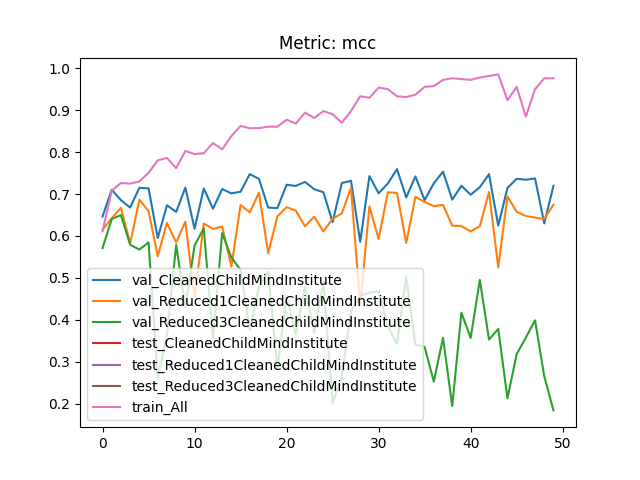 Metric: mcc
1.0
0.9
0.8
0.7
0.6
0.5
0.4
0.3
0.2
val_CleanedChildMindInstitute
val_Reduced1CleanedChildMindInstitute
val_Reduced3CleanedChildMindInstitute
test_CleanedChildMindInstitute
test_Reduced1CleanedChildMindInstitute
test_Reduced3CleanedChildMindInstitute
train_All
0 10 20 30 40 50